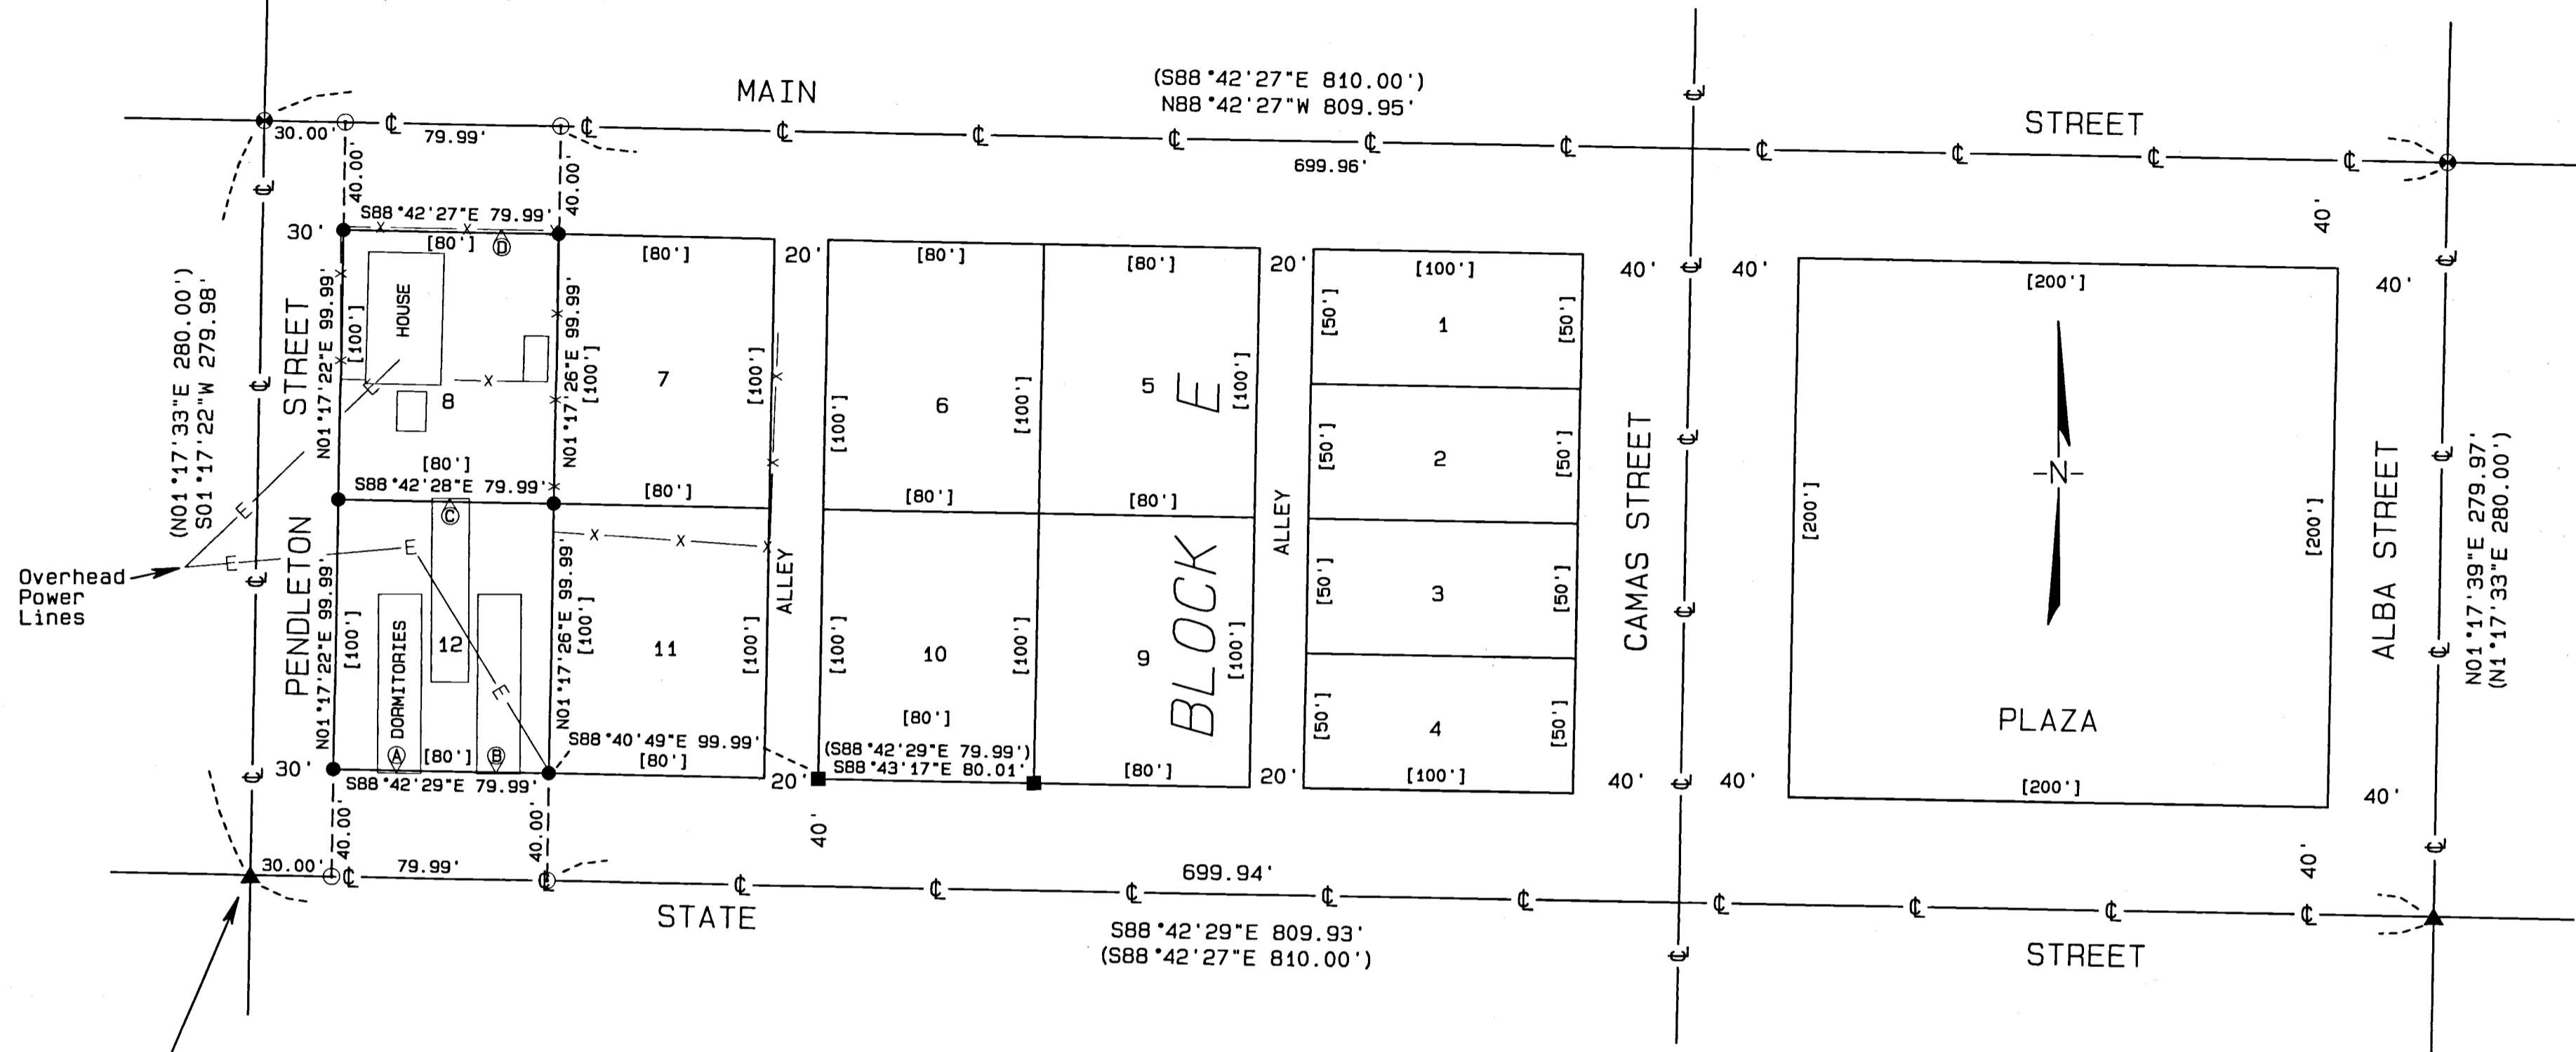 MAIN
(S88°42'27"E 810.00')
N88°42'27"W 809.95'
STREET
30.00'
79.99'
699.96'
40.00'
40.00'
40'
S88°42'27"E 79.99'
30'
[80']
D
[80']
20'
[80']
[80']
20'
[100']
40'
40'
[200']
40'
(N01°17'33"E 280.00')
S01°17'22"W 279.98'
STREET
N01°17'22"E 99.99'
[100']
HOUSE
8
N01°17'26"E 99.99'
[100']
7
[100']
[100']
6
[100']
5
E
[100']
[50']
1
[50']
[50']
2
[50']
[80']
S88°42'28"E 79.99'
[80']
[80']
[80']
C
-N-
[200']
[200']
CAMAS STREET
ALBA STREET
N01°17'39"E 279.97'
(N1°17'33"E 280.00')
E
E
E
E
E
Overhead
Power
Lines
PENDLETON
N01°17'22"E 99.99'
[100']
DORMITORIES
12
N01°17'26"E 99.99'
[100']
11
[100']
ALLEY
[100']
10
[100']
9
BLOCK
[100']
ALLEY
[50']
3
[50']
[50']
4
[50']
PLAZA
A
[80']
B
S88°40'49"E 99.99'
[80']
[80']
(S88°42'29"E 79.99')
S88°43'17"E 80.01'
[80']
20'
[100']
40'
40'
[200']
40'
30'
S88°42'29"E 79.99'
20'
40.00'
40.00'
40'
40'
30.00'
79.99'
699.94'
STATE
S88°42'29"E 809.93'
(S88°42'27"E 810.00')
STREET